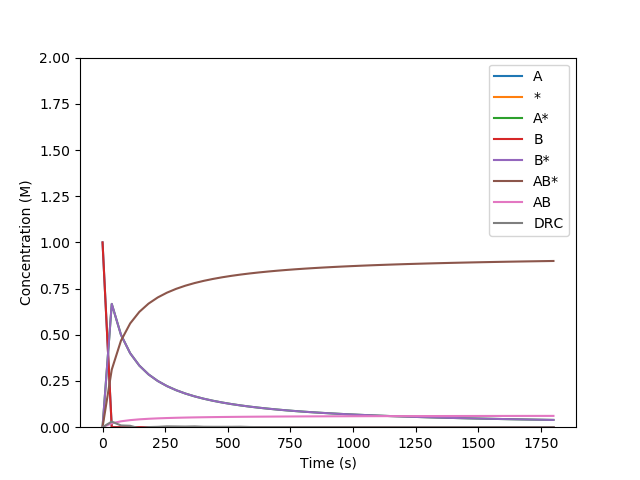 2.00
1.75
1.50
1.25
1.00
0.75
0.50
0.25
0.00
Concentration (M)
A
*
A*
B
B*
AB*
AB
DRC
0 250 500 750 1000 1250 1500 1750
Time (s)